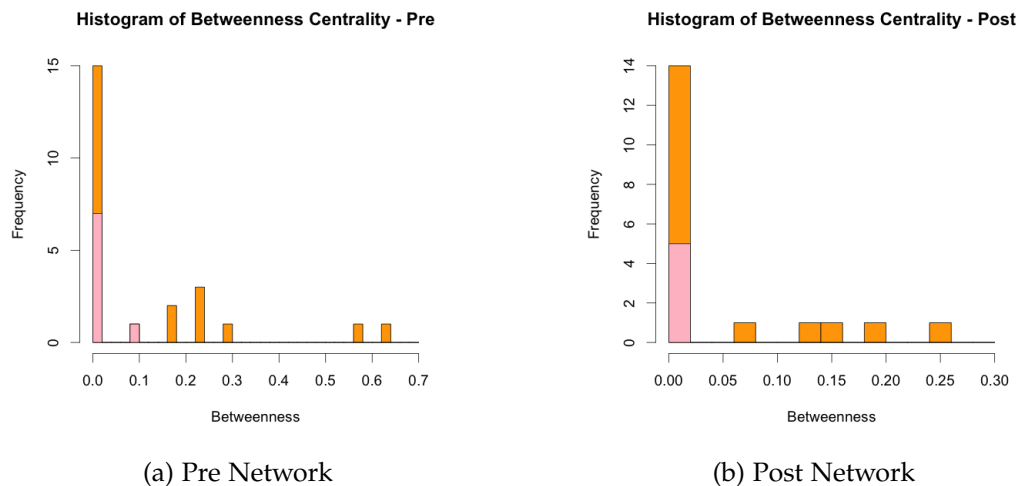 Histogram of Betweenness Centrality - Pre
Frequency
15
10
5
0
0.0 0.1 0.2 0.3 0.4 0.5 0.6 0.7
Betweenness
(a) Pre Network
Histogram of Betweenness Centrality - Post
Frequency
14
12
10
8
6
4
2
0
0.00 0.05 0.10 0.15 0.20 0.25 0.30
Betweenness
(b) Post Network